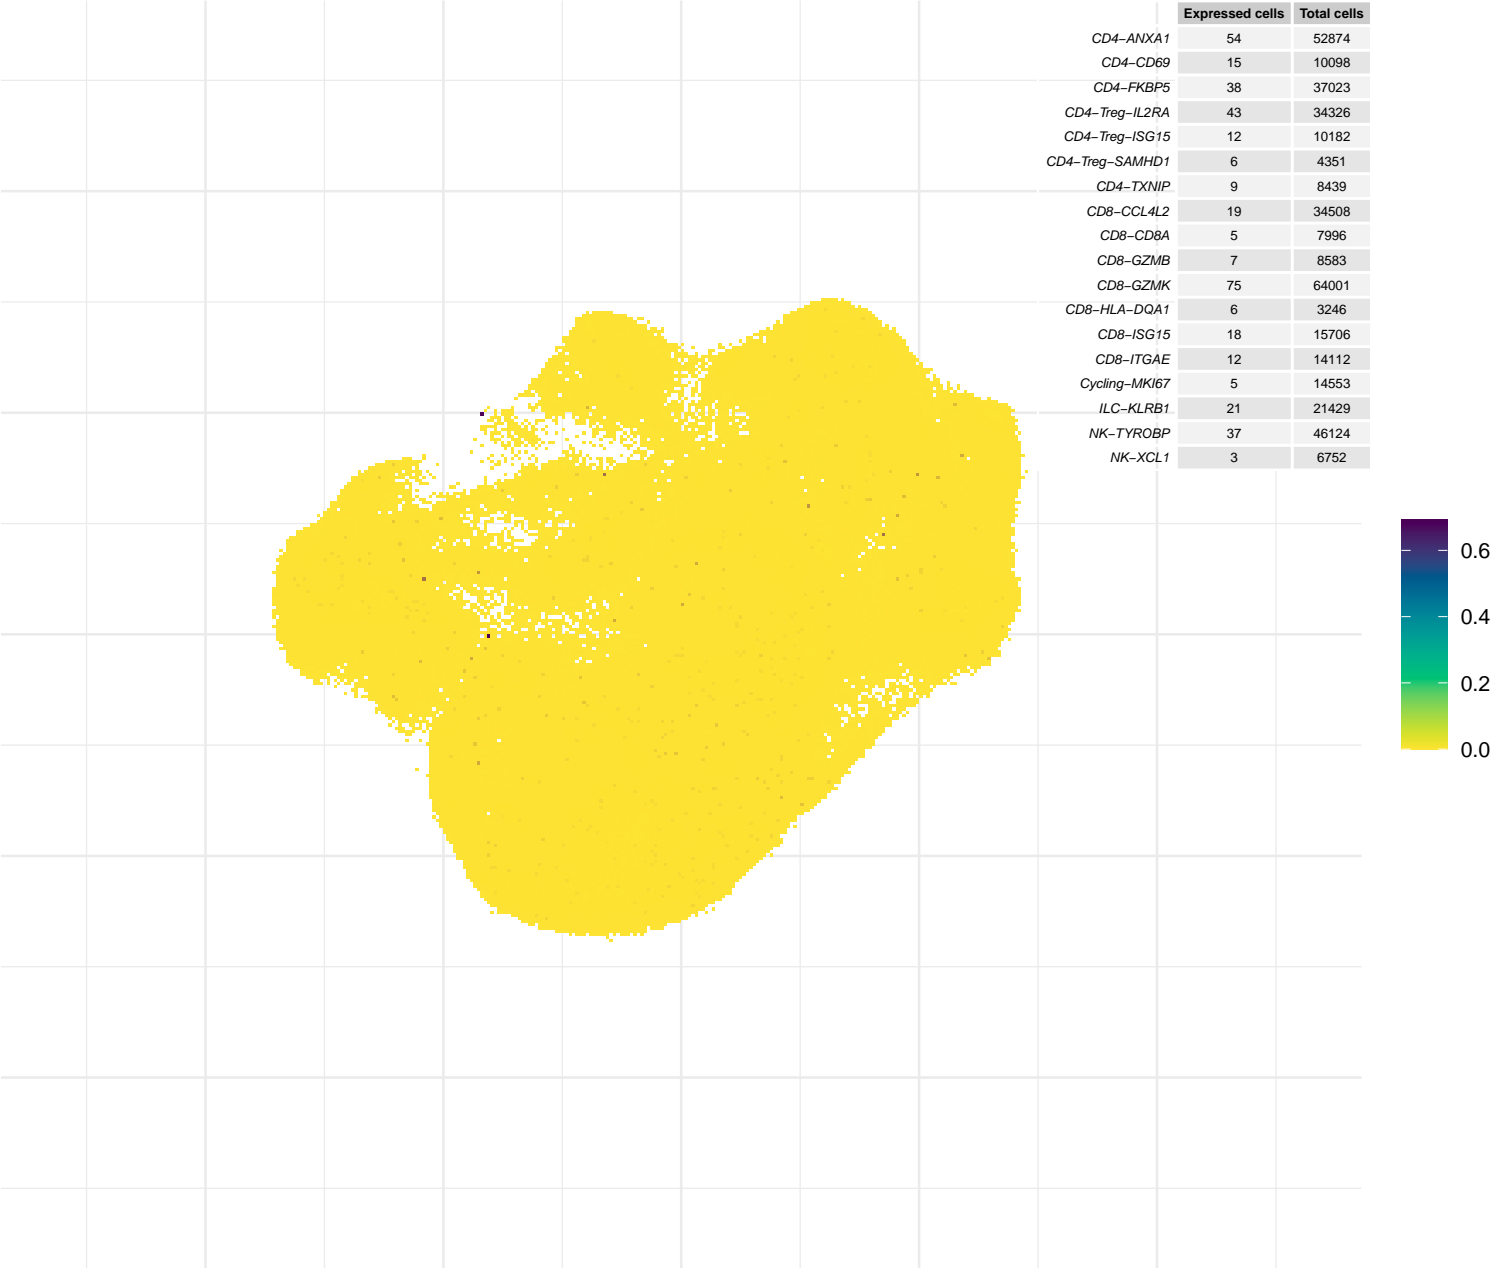 Expressed cells Total cells
CD4−ANXA1 54 52874
CD4−CD69 15 10098
CD4−FKBP5 38 37023
CD4−Treg−IL2RA 43 34326
CD4−Treg−ISG15 12 10182
CD4−Treg−SAMHD1 6 4351
CD4−TXNIP 9 8439
CD8−CCL4L2 19 34508
CD8−CD8A 5 7996
CD8−GZMB 7 8583
CD8−GZMK 75 64001
CD8−HLA−DQA1 6 3246
CD8−ISG15 18 15706
CD8−ITGAE 12 14112
Cycling−MKI67 5 14553
ILC−KLRB1 21 21429
NK−TYROBP 37 46124
NK−XCL1 3 6752
0.6
0.4
0.2
0.0